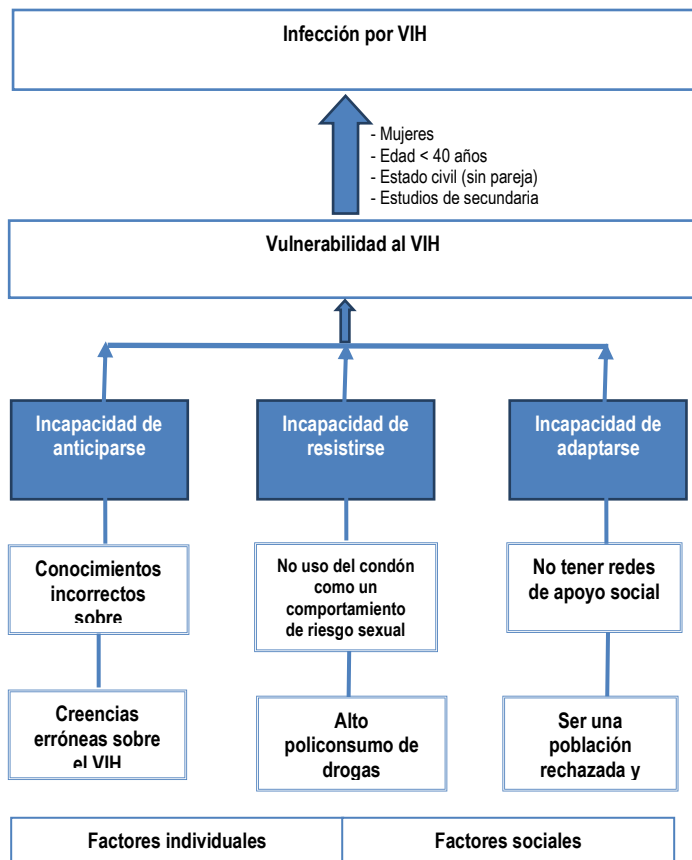 Infección por VIH
- Mujeres
- Edad < 40 años
- Estado civil (sin pareja)
- Estudios de secundaria
Vulnerabilidad al VIH
Incapacidad de
anticiparse
Incapacidad de
resistirse
Incapacidad de
adaptarse
Conocimientos
incorrectos
sobre
No uso del condón
como un
comportamiento
de riesgo sexual
No tener redes
de apoyo social
Creencias
erróneas sobre
el VIH
Alto
policonsumo de
drogas
Ser una
población
rechazada y
Factores individuales
Factores sociales